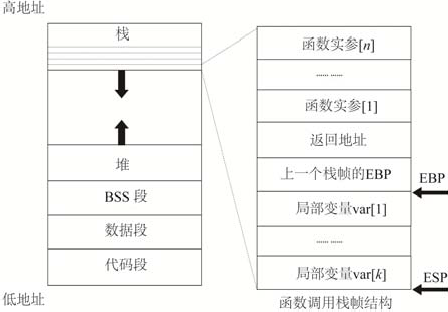 高地址
栈
堆
BSS 段
数据段
代码段
低地址
函数实参[n]
…… ……
函数实参[1]
返回地址
上一个栈帧的EBP
EBP
局部变量var[1]
…… ……
局部变量var[k]
ESP
函数调用栈帧结构